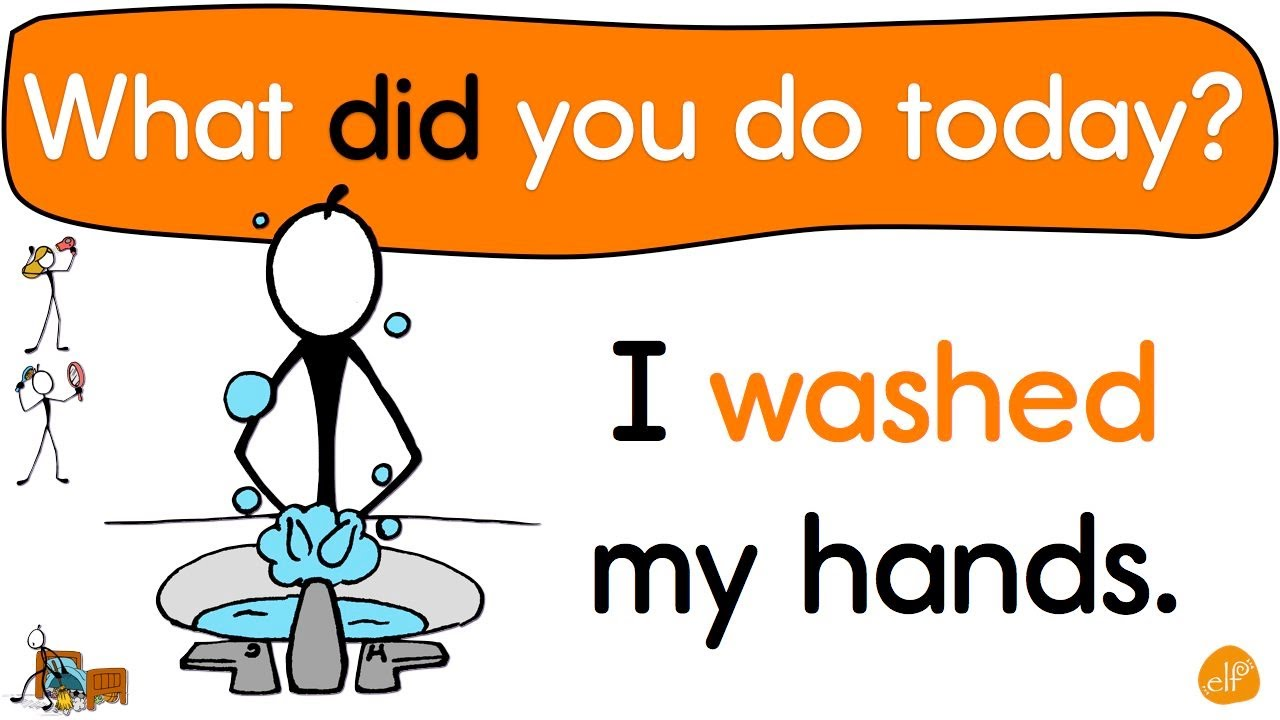 What did you do today?
I washed
my hands.
C H
elf